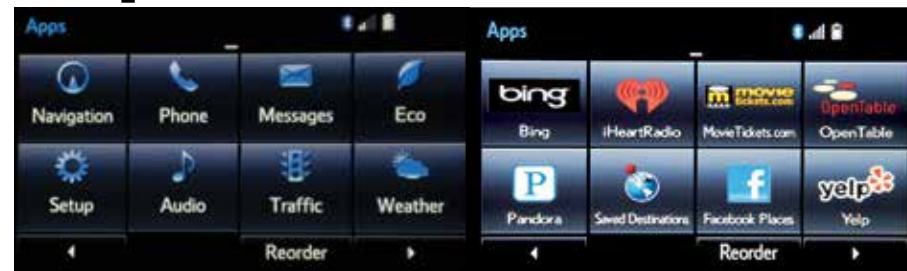 Apps
Navigation Phone Messages Eco
Setup Audio Traffic Weather
Reorder
Apps
bing iHeartRadio movie tickets.com OpenTable
Bing iHeartRadio MovieTickets.com OpenTable
P f yelp
Pandora Saved Destinations Facebook Places Yelp
Reorder